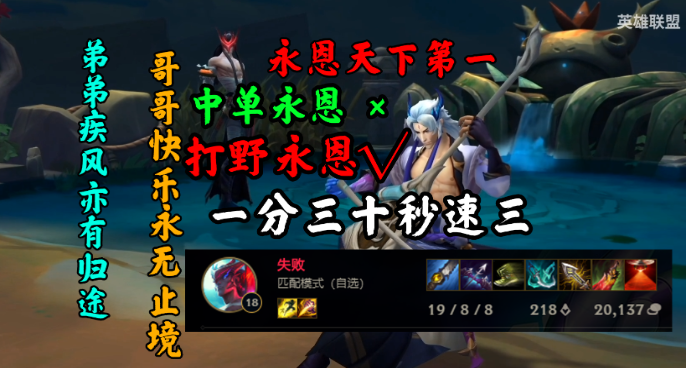 英雄联盟
弟弟疾风亦有归途
哥哥快乐永无止境
永恩天下第一
中单永恩 ×
打野永恩√
一分三十秒速三
失败
匹配模式 (自选)
18
19 / 8 / 8
218
20,137